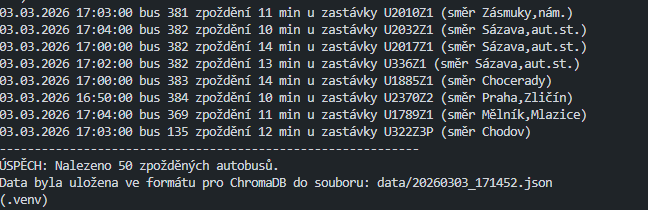 03.03.2026 17:03:00 bus 381 zpoždění 11 min u zastávky U2010Z1 (směr Zásmuky,nám.)
03.03.2026 17:04:00 bus 382 zpoždění 10 min u zastávky U2032Z1 (směr Sázava,aut.st.)
03.03.2026 17:00:00 bus 382 zpoždění 14 min u zastávky U2017Z1 (směr Sázava,aut.st.)
03.03.2026 17:02:00 bus 382 zpoždění 13 min u zastávky U336Z1 (směr Sázava,aut.st.)
03.03.2026 17:00:00 bus 383 zpoždění 14 min u zastávky U1885Z1 (směr Chocerady)
03.03.2026 16:50:00 bus 384 zpoždění 10 min u zastávky U2370Z2 (směr Praha,Zličín)
03.03.2026 17:04:00 bus 369 zpoždění 11 min u zastávky U1789Z1 (směr Mělník,Mlazice)
03.03.2026 17:03:00 bus 135 zpoždění 12 min u zastávky U322Z3P (směr Chodov)
------------------------------------------------------------
ÚSPĚCH: Nalezeno 50 zpožděných autobusů.
Data byla uložena ve formátu pro ChromaDB do souboru: data/20260303_171452.json
(.venv)